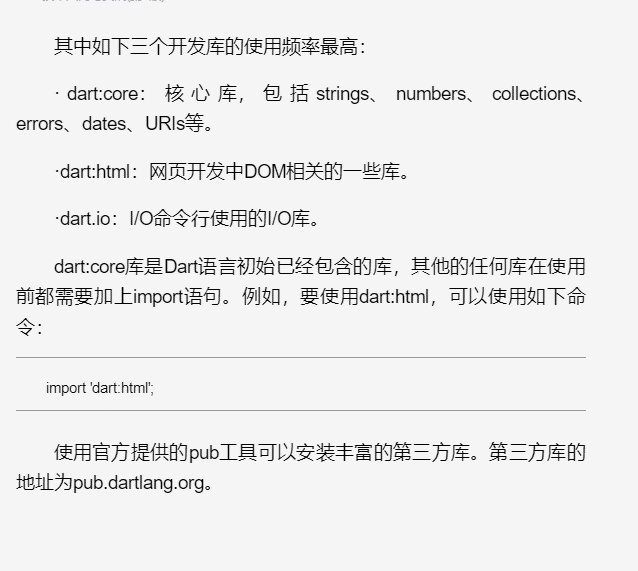 其中如下三个开发库的使用频率最高：
· dart:core：核心库，包括strings、numbers、collections、
errors、dates、URIs等。
·dart:html：网页开发中DOM相关的一些库。
·dart.io：I/O命令行使用的I/O库。
dart:core库是Dart语言初始已经包含的库，其他的任何库在使用
前都需要加上import语句。例如，要使用dart:html，可以使用如下命
令：
import 'dart:html';
使用官方提供的pub工具可以安装丰富的第三方库。第三方库的
地址为pub.dartlang.org。